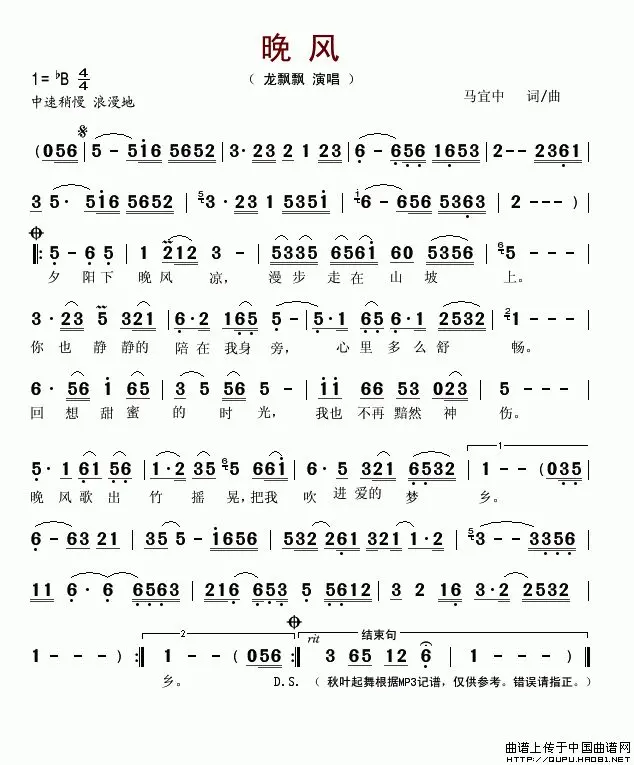 晚 风
（ 龙飘飘 演唱 ）
1= ♭B 4/4
中速稍慢 浪漫地
马宜中 词/曲
(056 | 5 - 516 5652 | 3· 23 2 1 23 | 6 - 656 1653 | 2 - - 2361 |
3 5· 516 5652 | 3· 23 1 5351 | 6 - 656 5363 | 2 - - - ) |
5 - 6 5 | 1 212 3 - | 5335 6561 60 5356 | 5 - - - |
夕 阳下 晚风 凉， 漫步 走在 山坡 上。
3· 23 5 321 | 6·2 165 5 - | 5·1 65 6·1 2532 | 1 - - - |
你 也 静 静的 陪在 我身 旁， 心里 多么舒 畅。
6· 56 1 65 | 3 5 56 5 - | 11 66 53 023 | 5 - - - |
回 想 甜 蜜 的 时 光， 我也 不再 黯然 神 伤。
5· 1 61 56 | 1·2 35 5 661 | 6· 5 321 6532 | 1 - - (035 |
晚 风歌 出 竹 摇 晃,把我 吹 进 爱的 梦 乡。
6 - 63 21 | 35 5 - 1656 | 532 261 321 1·2 | 3 - - 3356 |
11 6· 6 6563 | 216 653 5 5612 | 3 2 16 3·2 2532 |
1 - - - ) :| 1 - - ( 056 :| 3 65 12 6 | 1 - - - ) ‖
1
2
rit 结束句
乡。 D.S. （ 秋叶起舞根据MP3记谱，仅供参考。错误请指正。）
曲谱上传于中国曲谱网
HTTP://QUPU.HAO81.NET